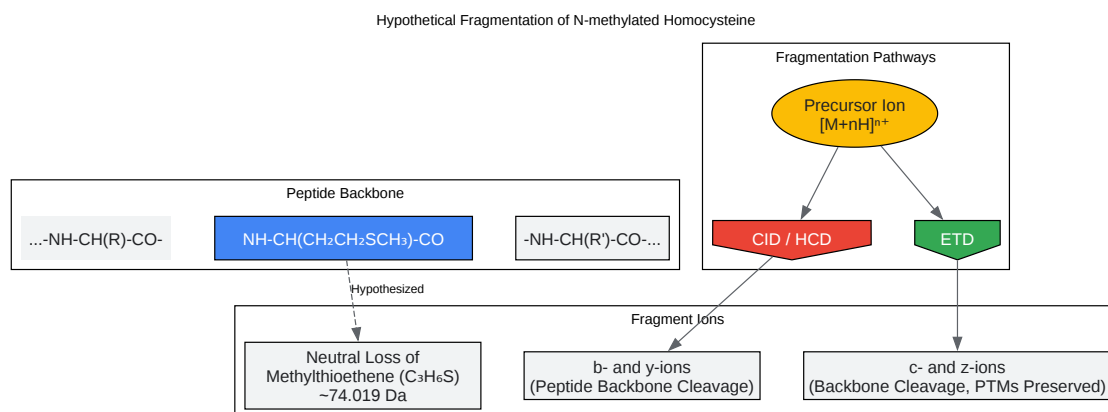 Hypothetical Fragmentation of N-methylated Homocysteine
Fragmentation Pathways
Precursor Ion
[M+nH]ⁿ⁺
Peptide Backbone
...-NH-CH(R)-CO-
NH-CH(CH₂CH₂SCH₃)-CO
-NH-CH(R')-CO-...
CID / HCD
ETD
Hypothesized
Fragment Ions
Neutral Loss of
Methylthioethene (C₃H₆S)
~74.019 Da
b- and y-ions
(Peptide Backbone Cleavage)
c- and z-ions
(Backbone Cleavage, PTMs Preserved)